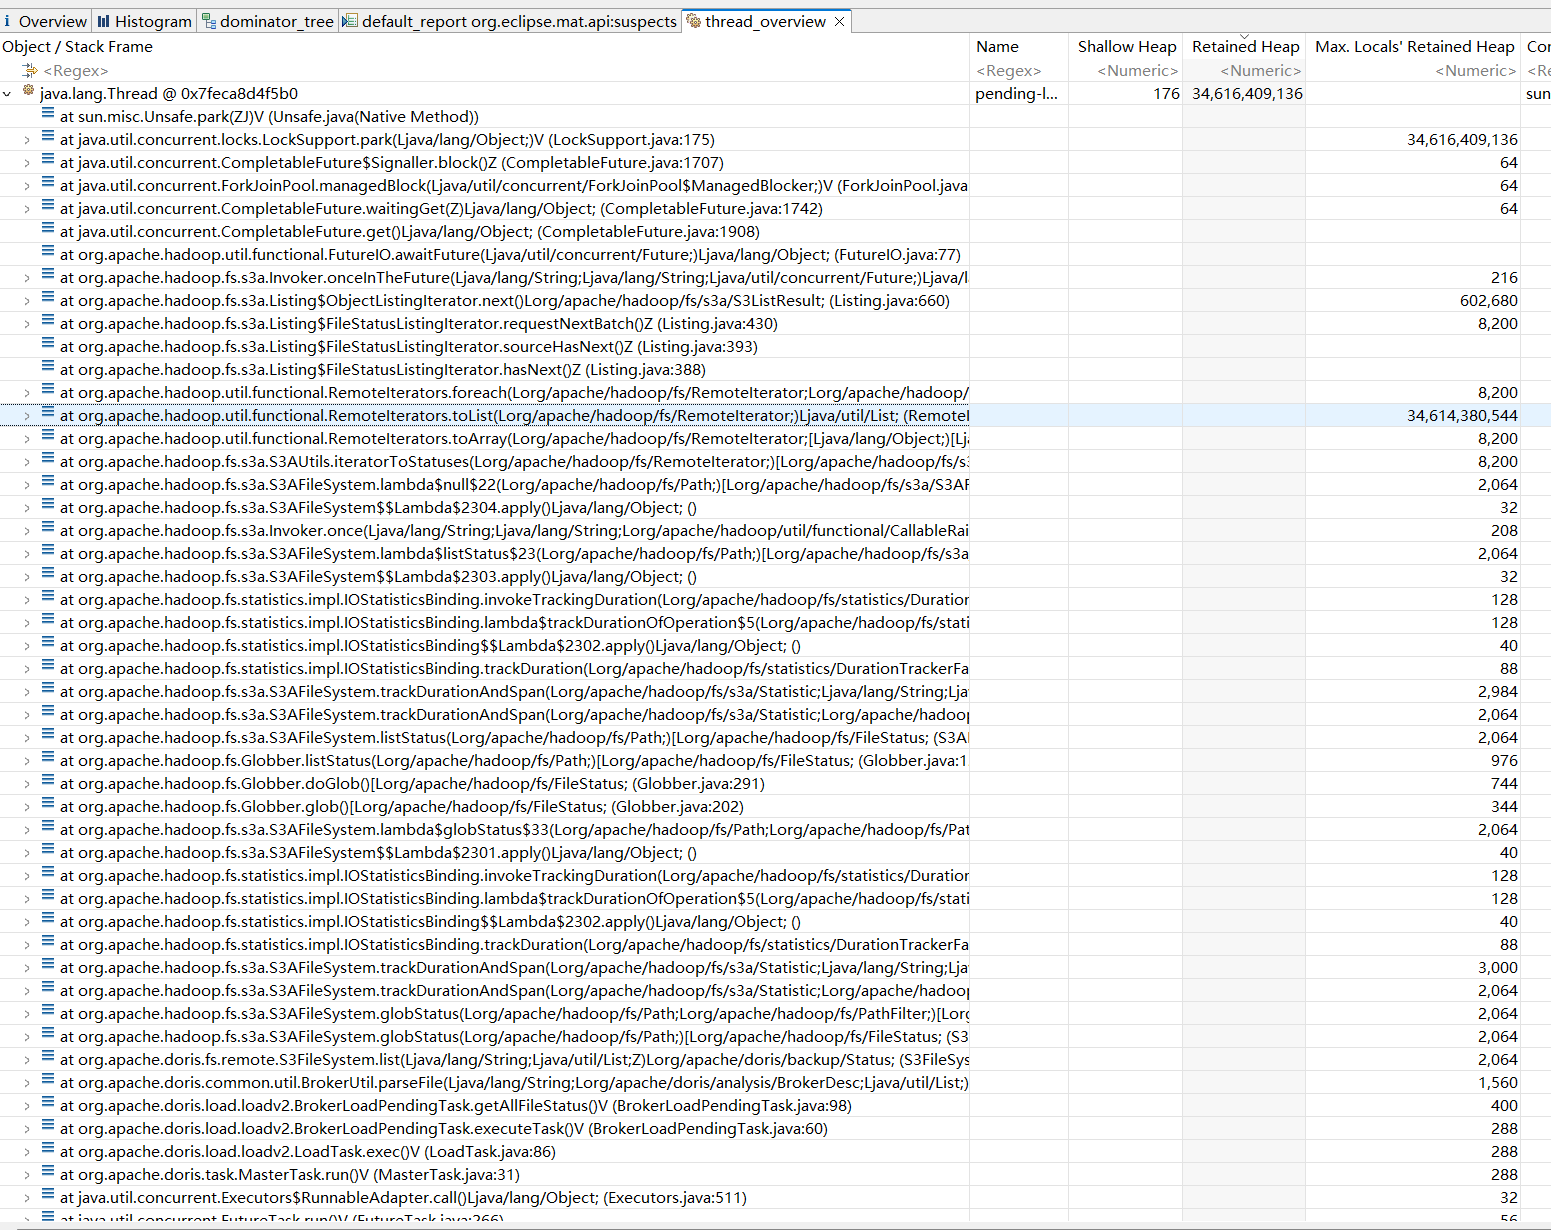 Overview Histogram dominator_tree default_report org.eclipse.mat.api:suspects thread_overview
Object / Stack Frame Name Shallow Heap Retained Heap Max. Locals' Retained Heap Co
<Regex> <Regex> <Numeric> <Numeric> <Numeric> <Re
java.lang.Thread @ 0x7feca8d4f5b0 pending-l... 176 34,616,409,136 sun
at sun.misc.Unsafe.park(ZJ)V (Unsafe.java(Native Method))
at java.util.concurrent.locks.LockSupport.park(Ljava/lang/Object;)V (LockSupport.java:175) 34,616,409,136
at java.util.concurrent.CompletableFuture$Signaller.block()Z (CompletableFuture.java:1707) 64
at java.util.concurrent.ForkJoinPool.managedBlock(Ljava/util/concurrent/ForkJoinPool$ManagedBlocker;)V (ForkJoinPool.java 64
at java.util.concurrent.CompletableFuture.waitingGet(Z)Ljava/lang/Object; (CompletableFuture.java:1742) 64
at java.util.concurrent.CompletableFuture.get()Ljava/lang/Object; (CompletableFuture.java:1908)
at org.apache.hadoop.util.functional.FutureIO.awaitFuture(Ljava/util/concurrent/Future;)Ljava/lang/Object; (FutureIO.java:77)
at org.apache.hadoop.fs.s3a.Invoker.onceInTheFuture(Ljava/lang/String;Ljava/lang/String;Ljava/util/concurrent/Future;)Ljava/l 216
at org.apache.hadoop.fs.s3a.Listing$ObjectListingIterator.next()Lorg/apache/hadoop/fs/s3a/S3ListResult; (Listing.java:660) 602,680
at org.apache.hadoop.fs.s3a.Listing$FileStatusListingIterator.requestNextBatch()Z (Listing.java:430) 8,200
at org.apache.hadoop.fs.s3a.Listing$FileStatusListingIterator.sourceHasNext()Z (Listing.java:393)
at org.apache.hadoop.fs.s3a.Listing$FileStatusListingIterator.hasNext()Z (Listing.java:388)
at org.apache.hadoop.util.functional.RemoteIterators.foreach(Lorg/apache/hadoop/fs/RemoteIterator;Lorg/apache/hadoop/ 8,200
at org.apache.hadoop.util.functional.RemoteIterators.toList(Lorg/apache/hadoop/fs/RemoteIterator;)Ljava/util/List; (RemoteI 34,614,380,544
at org.apache.hadoop.util.functional.RemoteIterators.toArray(Lorg/apache/hadoop/fs/RemoteIterator;[Ljava/lang/Object;)[Lj 8,200
at org.apache.hadoop.fs.s3a.S3AUtils.iteratorToStatuses(Lorg/apache/hadoop/fs/RemoteIterator;)[Lorg/apache/hadoop/fs/s 8,200
at org.apache.hadoop.fs.s3a.S3AFileSystem.lambda$null$22(Lorg/apache/hadoop/fs/Path;)[Lorg/apache/hadoop/fs/s3a/S3AF 2,064
at org.apache.hadoop.fs.s3a.S3AFileSystem$$Lambda$2304.apply()Ljava/lang/Object; () 32
at org.apache.hadoop.fs.s3a.Invoker.once(Ljava/lang/String;Ljava/lang/String;Lorg/apache/hadoop/util/functional/CallableRai 208
at org.apache.hadoop.fs.s3a.S3AFileSystem.lambda$listStatus$23(Lorg/apache/hadoop/fs/Path;)[Lorg/apache/hadoop/fs/s3a 2,064
at org.apache.hadoop.fs.s3a.S3AFileSystem$$Lambda$2303.apply()Ljava/lang/Object; () 32
at org.apache.hadoop.fs.statistics.impl.IOStatisticsBinding.invokeTrackingDuration(Lorg/apache/hadoop/fs/statistics/Duration 128
at org.apache.hadoop.fs.statistics.impl.IOStatisticsBinding.lambda$trackDurationOfOperation$5(Lorg/apache/hadoop/fs/stati 128
at org.apache.hadoop.fs.statistics.impl.IOStatisticsBinding$$Lambda$2302.apply()Ljava/lang/Object; () 40
at org.apache.hadoop.fs.statistics.impl.IOStatisticsBinding.trackDuration(Lorg/apache/hadoop/fs/statistics/DurationTrackerFa 88
at org.apache.hadoop.fs.s3a.S3AFileSystem.trackDurationAndSpan(Lorg/apache/hadoop/fs/s3a/Statistic;Ljava/lang/String;Lja 2,984
at org.apache.hadoop.fs.s3a.S3AFileSystem.trackDurationAndSpan(Lorg/apache/hadoop/fs/s3a/Statistic;Lorg/apache/hadoop 2,064
at org.apache.hadoop.fs.s3a.S3AFileSystem.listStatus(Lorg/apache/hadoop/fs/Path;)[Lorg/apache/hadoop/fs/FileStatus; (S3A 2,064
at org.apache.hadoop.fs.Globber.listStatus(Lorg/apache/hadoop/fs/Path;)[Lorg/apache/hadoop/fs/FileStatus; (Globber.java:1 976
at org.apache.hadoop.fs.Globber.doGlob()[Lorg/apache/hadoop/fs/FileStatus; (Globber.java:291) 744
at org.apache.hadoop.fs.Globber.glob()[Lorg/apache/hadoop/fs/FileStatus; (Globber.java:202) 344
at org.apache.hadoop.fs.s3a.S3AFileSystem.lambda$globStatus$33(Lorg/apache/hadoop/fs/Path;Lorg/apache/hadoop/fs/Pat 2,064
at org.apache.hadoop.fs.s3a.S3AFileSystem$$Lambda$2301.apply()Ljava/lang/Object; () 40
at org.apache.hadoop.fs.statistics.impl.IOStatisticsBinding.invokeTrackingDuration(Lorg/apache/hadoop/fs/statistics/Duration 128
at org.apache.hadoop.fs.statistics.impl.IOStatisticsBinding.lambda$trackDurationOfOperation$5(Lorg/apache/hadoop/fs/stati 128
at org.apache.hadoop.fs.statistics.impl.IOStatisticsBinding$$Lambda$2302.apply()Ljava/lang/Object; () 40
at org.apache.hadoop.fs.statistics.impl.IOStatisticsBinding.trackDuration(Lorg/apache/hadoop/fs/statistics/DurationTrackerFa 88
at org.apache.hadoop.fs.s3a.S3AFileSystem.trackDurationAndSpan(Lorg/apache/hadoop/fs/s3a/Statistic;Ljava/lang/String;Lja 3,000
at org.apache.hadoop.fs.s3a.S3AFileSystem.trackDurationAndSpan(Lorg/apache/hadoop/fs/s3a/Statistic;Lorg/apache/hadoop 2,064
at org.apache.hadoop.fs.s3a.S3AFileSystem.globStatus(Lorg/apache/hadoop/fs/Path;Lorg/apache/hadoop/fs/PathFilter;)[Lorg 2,064
at org.apache.hadoop.fs.s3a.S3AFileSystem.globStatus(Lorg/apache/hadoop/fs/Path;)[Lorg/apache/hadoop/fs/FileStatus; (S3 2,064
at org.apache.doris.fs.remote.S3FileSystem.list(Ljava/lang/String;Ljava/util/List;Z)Lorg/apache/doris/backup/Status; (S3FileSys 2,064
at org.apache.doris.common.util.BrokerUtil.parseFile(Ljava/lang/String;Lorg/apache/doris/analysis/BrokerDesc;Ljava/util/List;) 1,560
at org.apache.doris.load.loadv2.BrokerLoadPendingTask.getAllFileStatus()V (BrokerLoadPendingTask.java:98) 400
at org.apache.doris.load.loadv2.BrokerLoadPendingTask.executeTask()V (BrokerLoadPendingTask.java:60) 288
at org.apache.doris.load.loadv2.LoadTask.exec()V (LoadTask.java:86) 288
at org.apache.doris.task.MasterTask.run()V (MasterTask.java:31) 288
at java.util.concurrent.Executors$RunnableAdapter.call()Ljava/lang/Object; (Executors.java:511) 32
at java.util.concurrent.FutureTask.run()V (FutureTask.java:266) 56